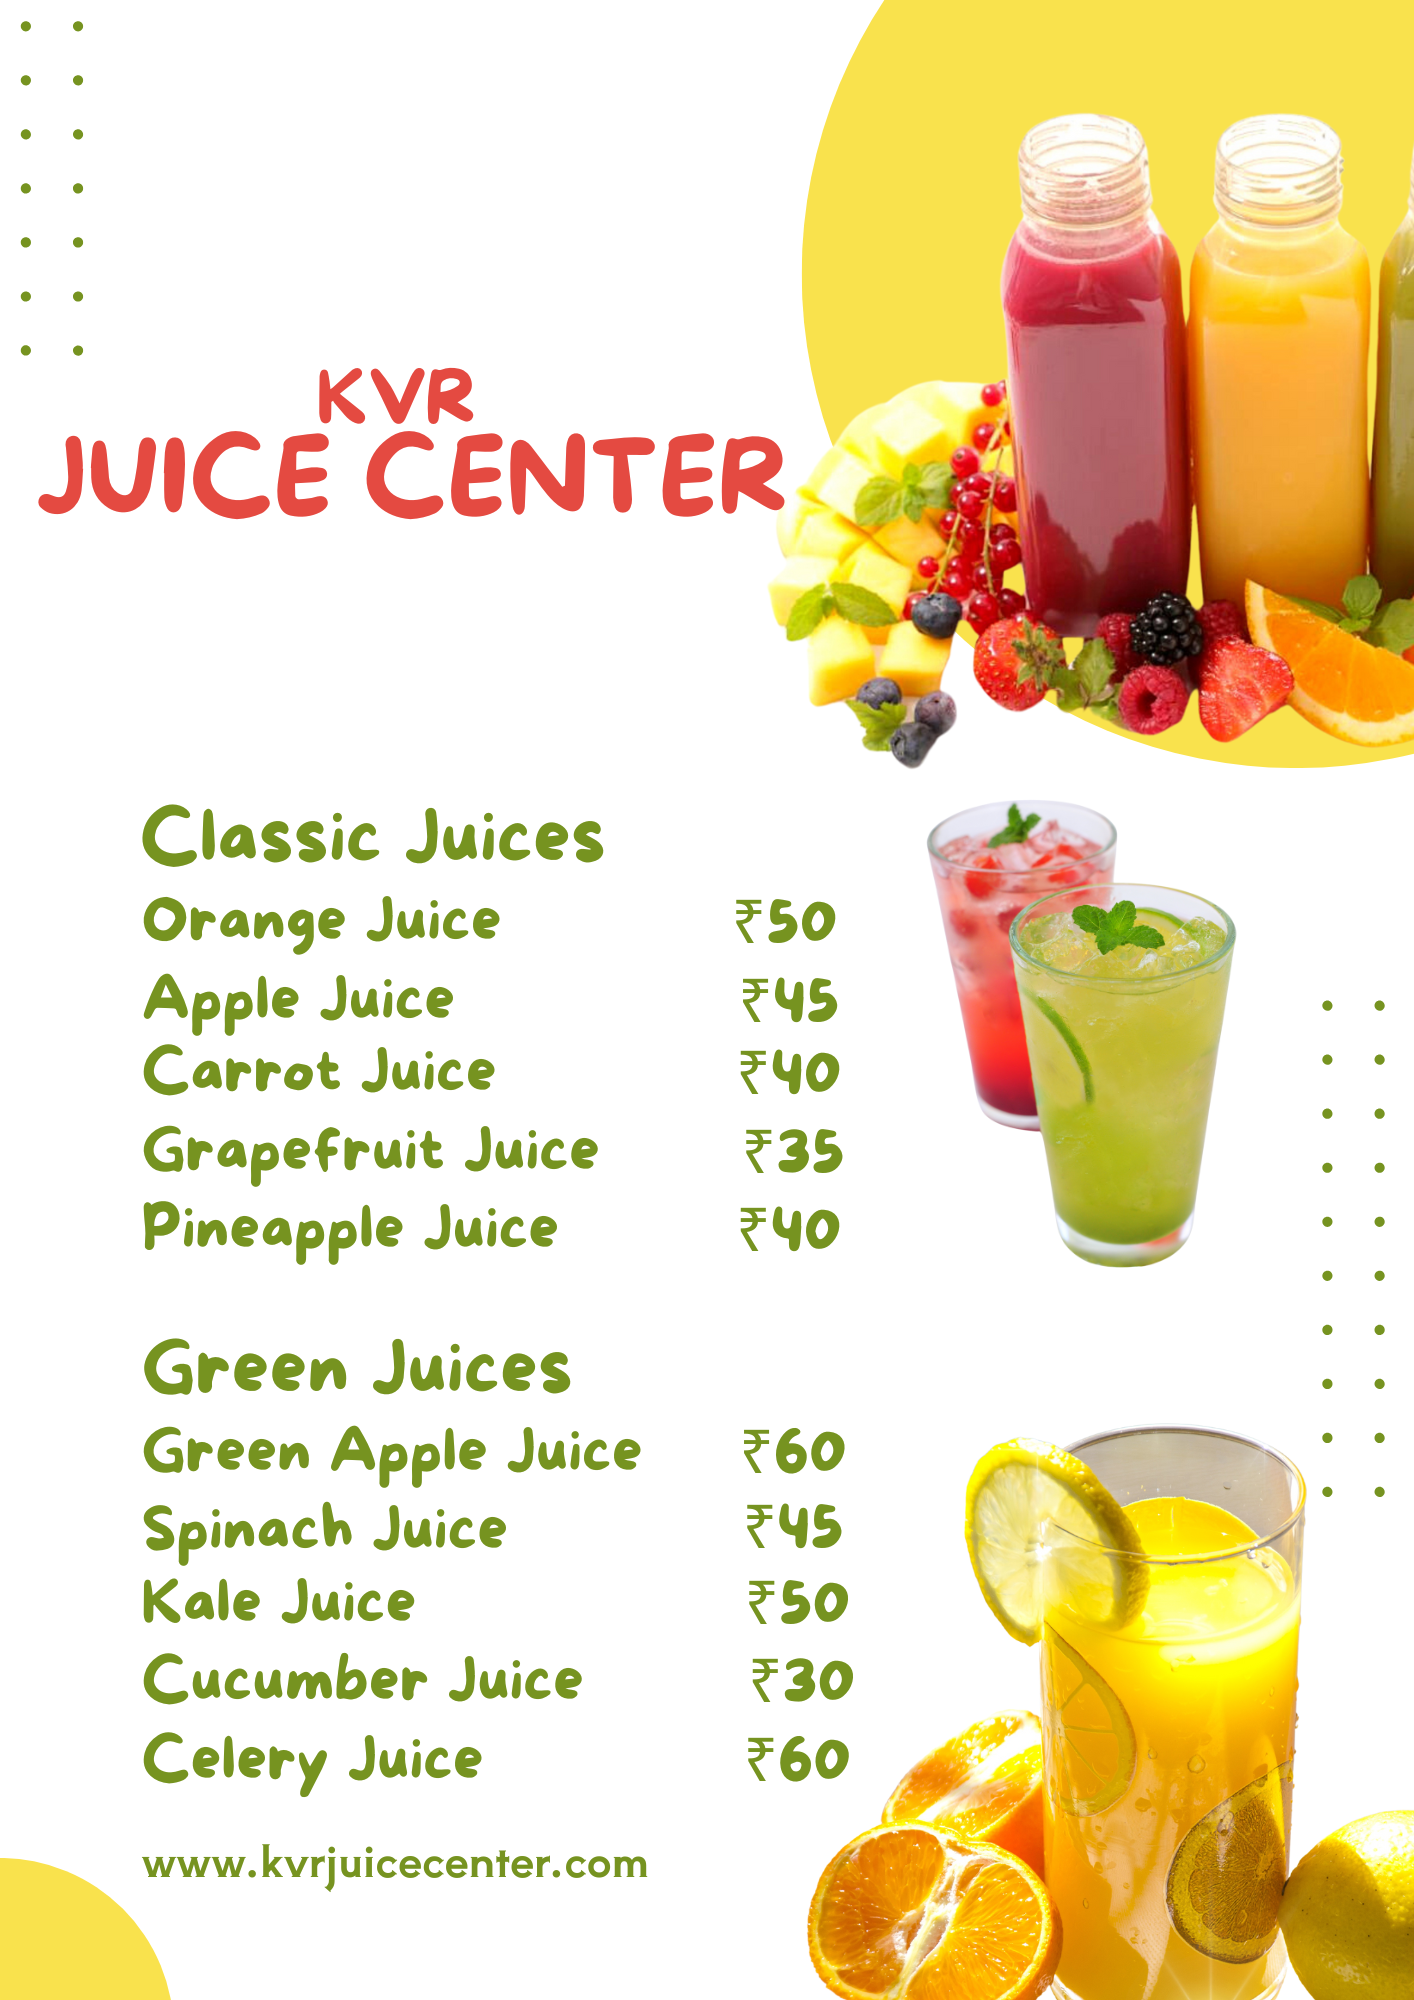 KVR
JUICE CENTER
Classic Juices
Orange Juice ₹50
Apple Juice ₹45
Carrot Juice ₹40
Grapefruit Juice ₹35
Pineapple Juice ₹40
Green Juices
Green Apple Juice ₹60
Spinach Juice ₹45
Kale Juice ₹50
Cucumber Juice ₹30
Celery Juice ₹60
www.kvrjuicecenter.com